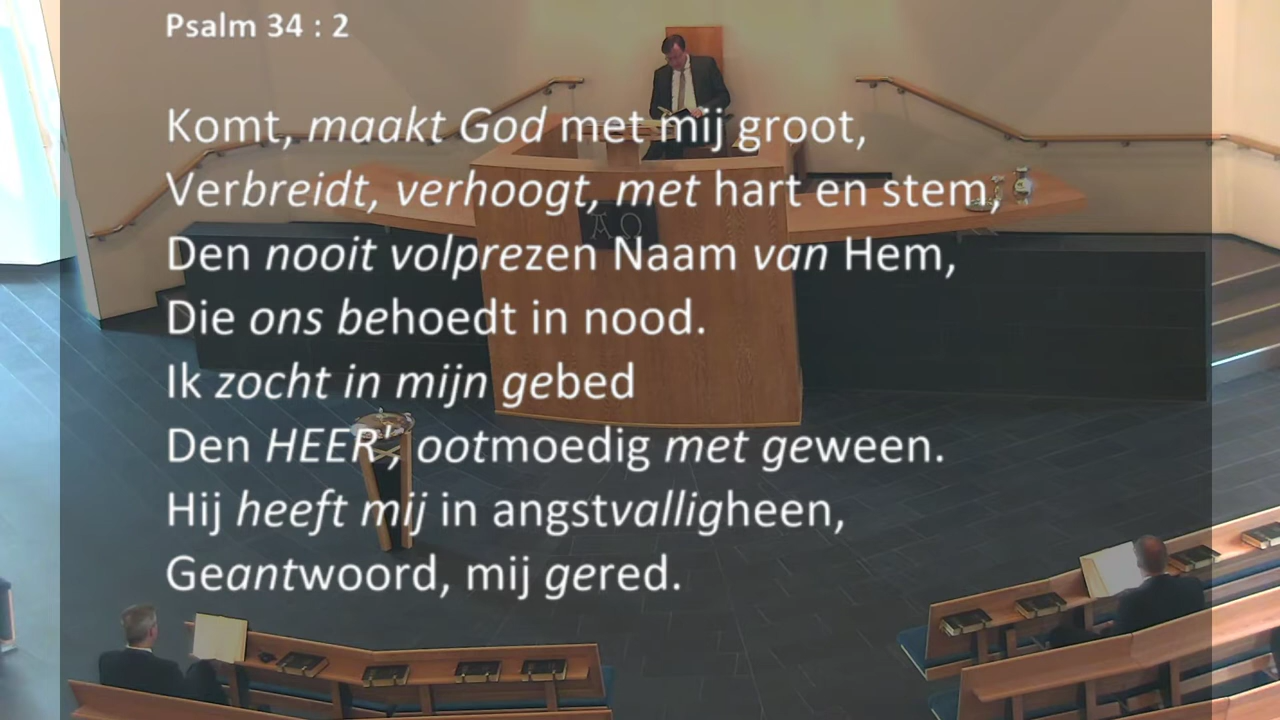 Psalm 34 : 2
Komt, maakt God met mij groot,
Verbreidt, verhoogt, met hart en stem,
Den nooit volprezen Naam van Hem,
Die ons behoedt in nood.
Ik zocht in mijn gebed
Den HEER', ootmoedig met geween.
Hij heeft mij in angstvalligheen,
Geantwoord, mij gered.
Α Ω